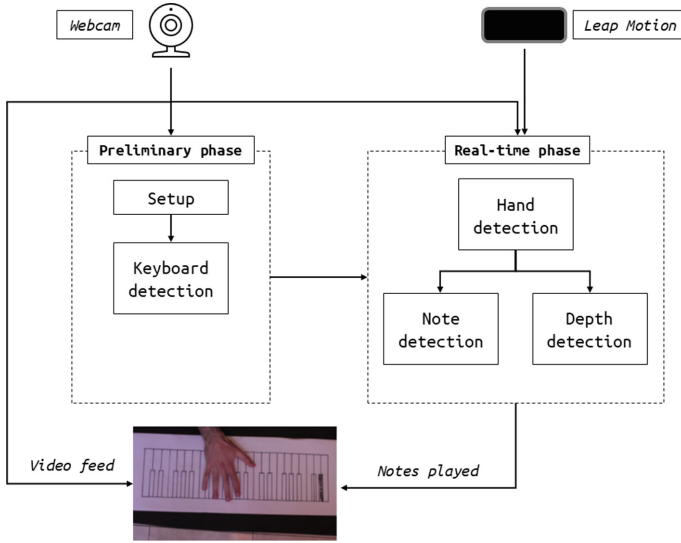 Webcam
Leap Motion
Preliminary phase
Real-time phase
Setup
Hand
detection
Keyboard
detection
Note
detection
Depth
detection
Video feed
Notes played